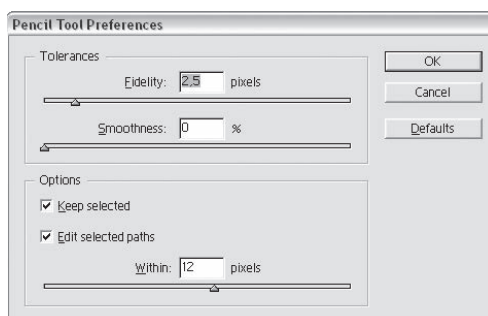 Pencil Tool Preferences
Tolerances
Fidelity: 2,5 pixels
Smoothness: 0 %
OK
Cancel
Defaults
Options
Keep selected
Edit selected paths
Within: 12 pixels